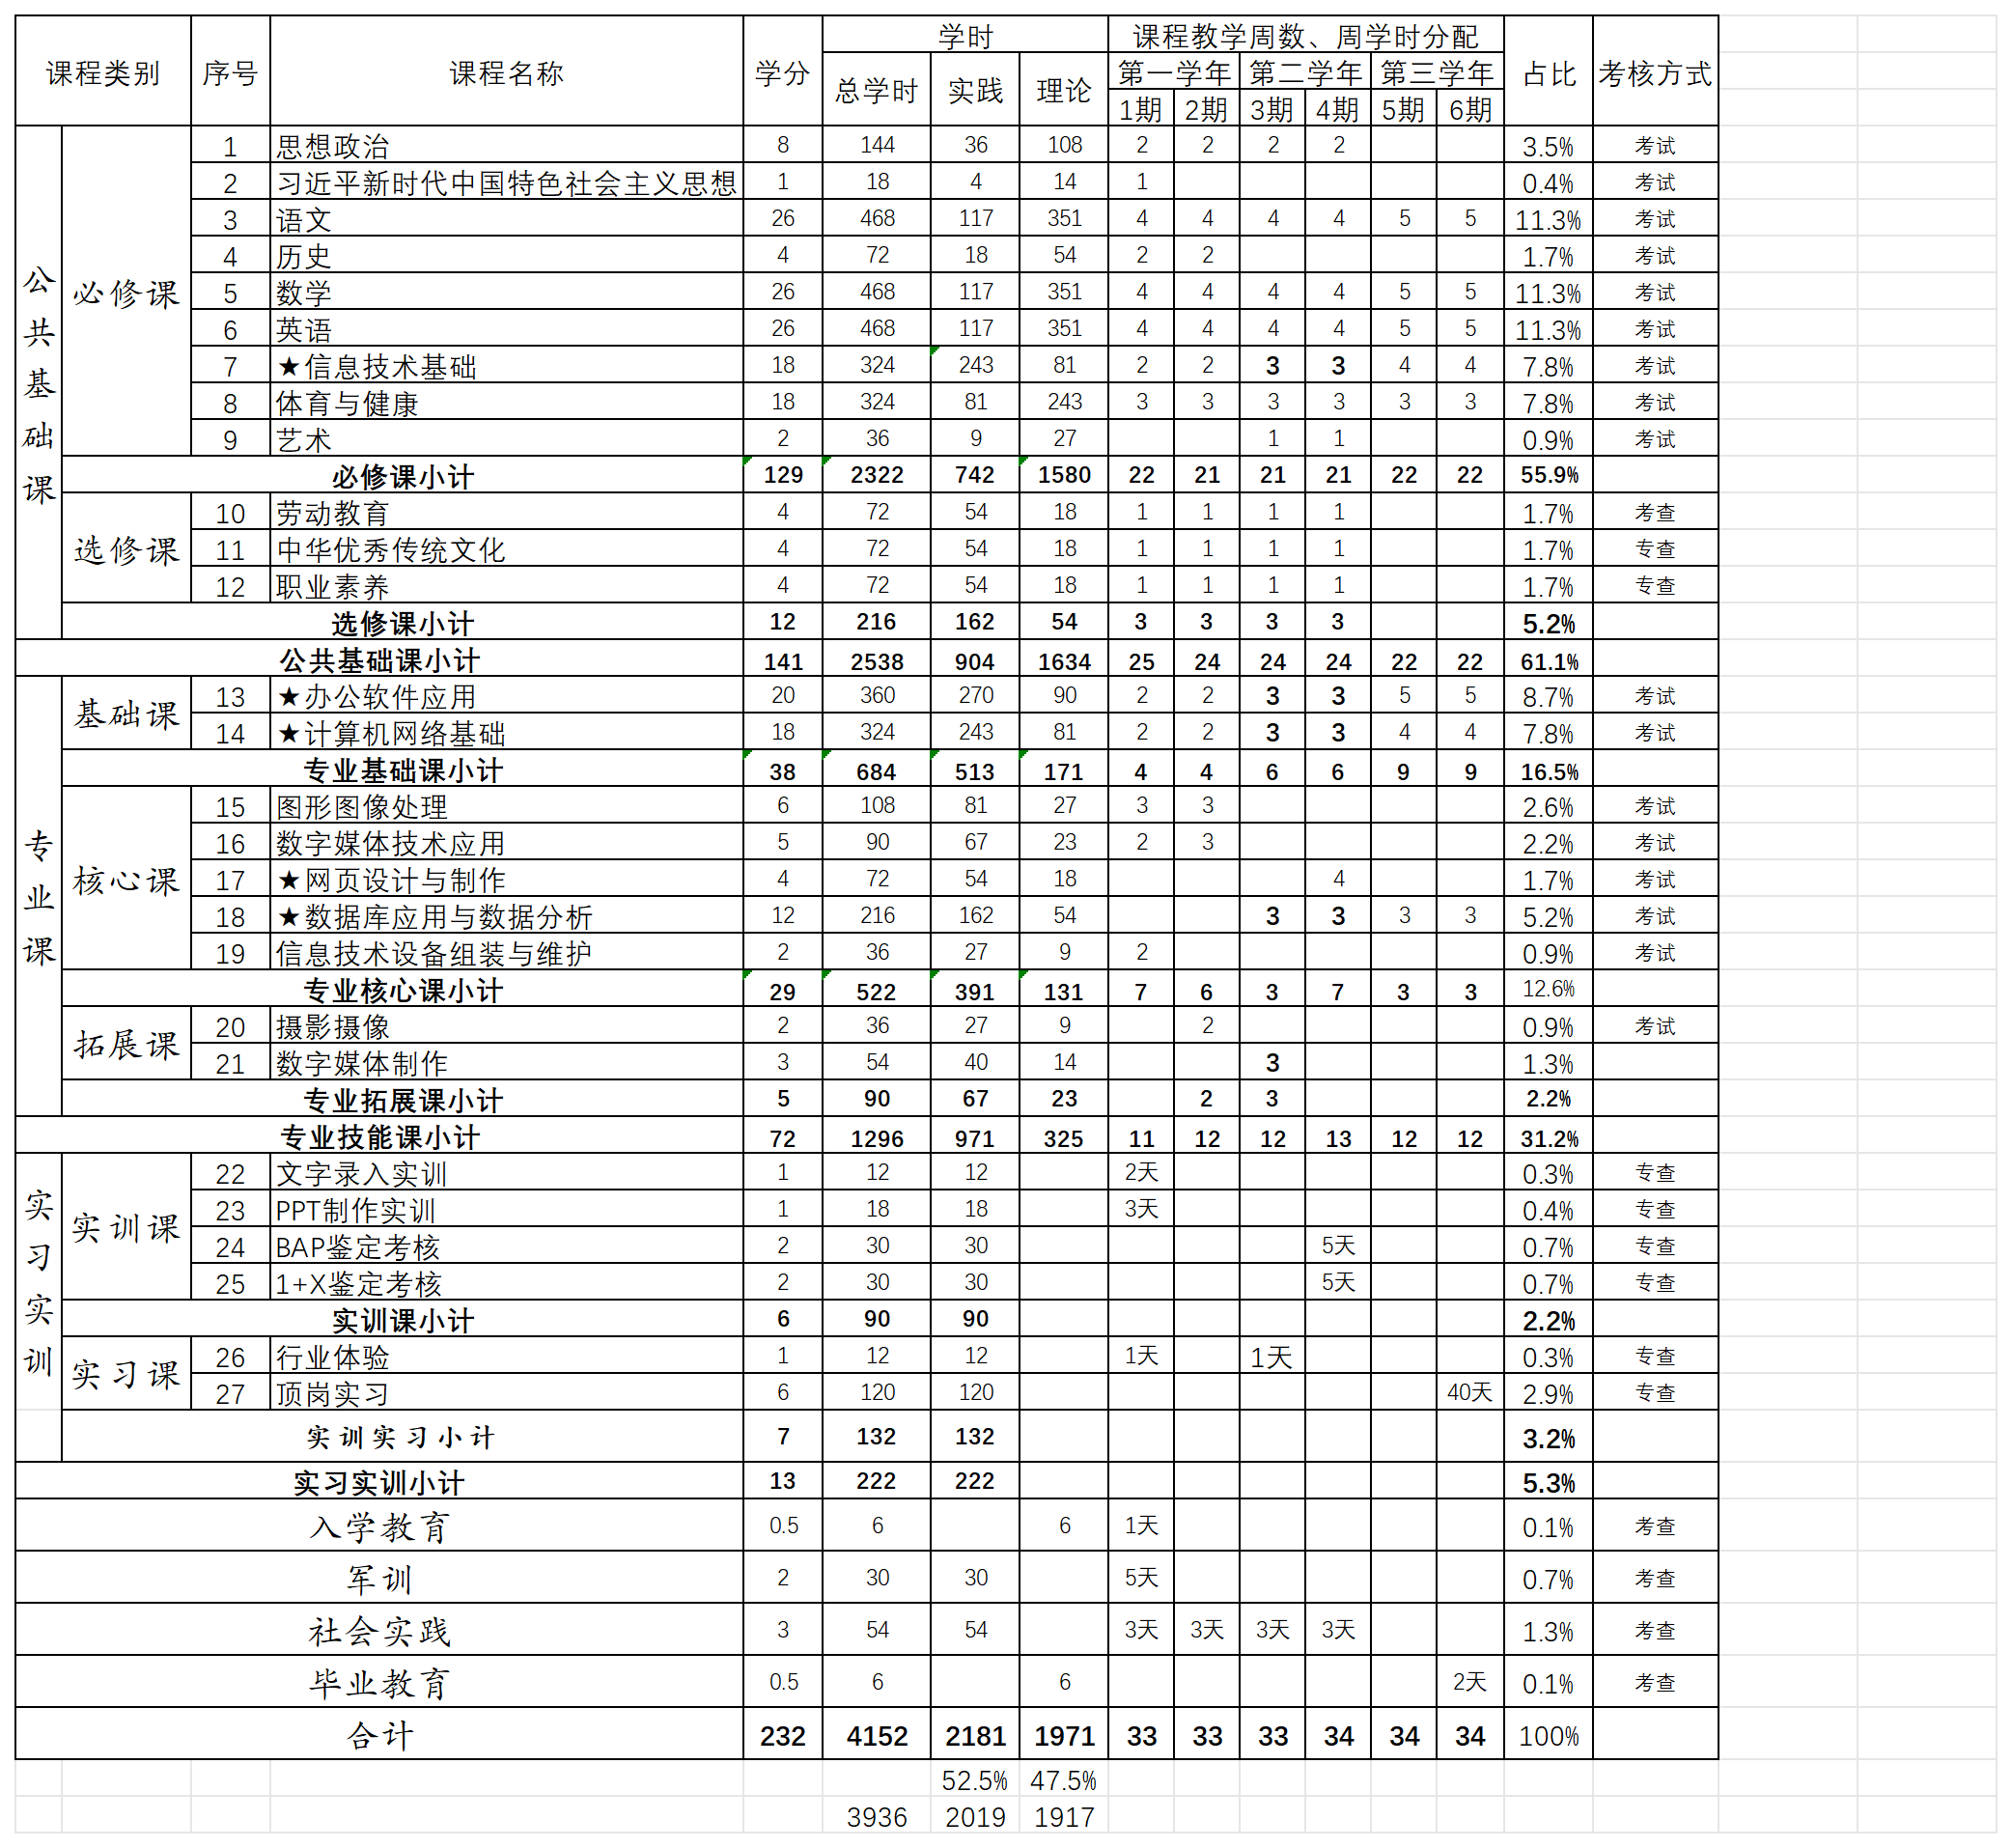 课程类别 序号 课程名称 学分 学时 课程教学周数、周学时分配 占比 考核方式
总学时 实践 理论 第一学年 第二学年 第三学年
1期 2期 3期 4期 5期 6期
公共基础课
必修课
1 思想政治 8 144 36 108 2 2 2 2 3.5% 考试
2 习近平新时代中国特色社会主义思想 1 18 4 14 1 0.4% 考试
3 语文 26 468 117 351 4 4 4 4 5 5 11.3% 考试
4 历史 4 72 18 54 2 2 1.7% 考试
5 数学 26 468 117 351 4 4 4 4 5 5 11.3% 考试
6 英语 26 468 117 351 4 4 4 4 5 5 11.3% 考试
7 ★信息技术基础 18 324 243 81 2 2 3 3 4 4 7.8% 考试
8 体育与健康 18 324 81 243 3 3 3 3 3 3 7.8% 考试
9 艺术 2 36 9 27 1 1 0.9% 考试
必修课小计 129 2322 742 1580 22 21 21 21 22 22 55.9%
选修课
10 劳动教育 4 72 54 18 1 1 1 1 1.7% 考查
11 中华优秀传统文化 4 72 54 18 1 1 1 1 1.7% 专查
12 职业素养 4 72 54 18 1 1 1 1 1.7% 专查
选修课小计 12 216 162 54 3 3 3 3 5.2%
公共基础课小计 141 2538 904 1634 25 24 24 24 22 22 61.1%
专业课
基础课
13 ★办公软件应用 20 360 270 90 2 2 3 3 5 5 8.7% 考试
14 ★计算机网络基础 18 324 243 81 2 2 3 3 4 4 7.8% 考试
专业基础课小计 38 684 513 171 4 4 6 6 9 9 16.5%
核心课
15 图形图像处理 6 108 81 27 3 3 2.6% 考试
16 数字媒体技术应用 5 90 67 23 2 3 2.2% 考试
17 ★网页设计与制作 4 72 54 18 4 1.7% 考试
18 ★数据库应用与数据分析 12 216 162 54 3 3 3 3 5.2% 考试
19 信息技术设备组装与维护 2 36 27 9 2 0.9% 考试
专业核心课小计 29 522 391 131 7 6 3 7 3 3 12.6%
拓展课
20 摄影摄像 2 36 27 9 2 0.9% 考试
21 数字媒体制作 3 54 40 14 3 1.3%
专业拓展课小计 5 90 67 23 2 3 2.2%
专业技能课小计 72 1296 971 325 11 12 12 13 12 12 31.2%
实习实训
实训课
22 文字录入实训 1 12 12 2天 0.3% 专查
23 PPT制作实训 1 18 18 3天 0.4% 专查
24 BAP鉴定考核 2 30 30 5天 0.7% 专查
25 1+X鉴定考核 2 30 30 5天 0.7% 专查
实训课小计 6 90 90 2.2%
实习课
26 行业体验 1 12 12 1天 1天 0.3% 专查
27 顶岗实习 6 120 120 40天 2.9% 专查
实训实习小计 7 132 132 3.2%
实习实训小计 13 222 222 5.3%
入学教育 0.5 6 6 1天 0.1% 考查
军训 2 30 30 5天 0.7% 考查
社会实践 3 54 54 3天 3天 3天 3天 1.3% 考查
毕业教育 0.5 6 6 2天 0.1% 考查
合计 232 4152 2181 1971 33 33 33 34 34 34 100%
52.5% 47.5%
3936 2019 1917